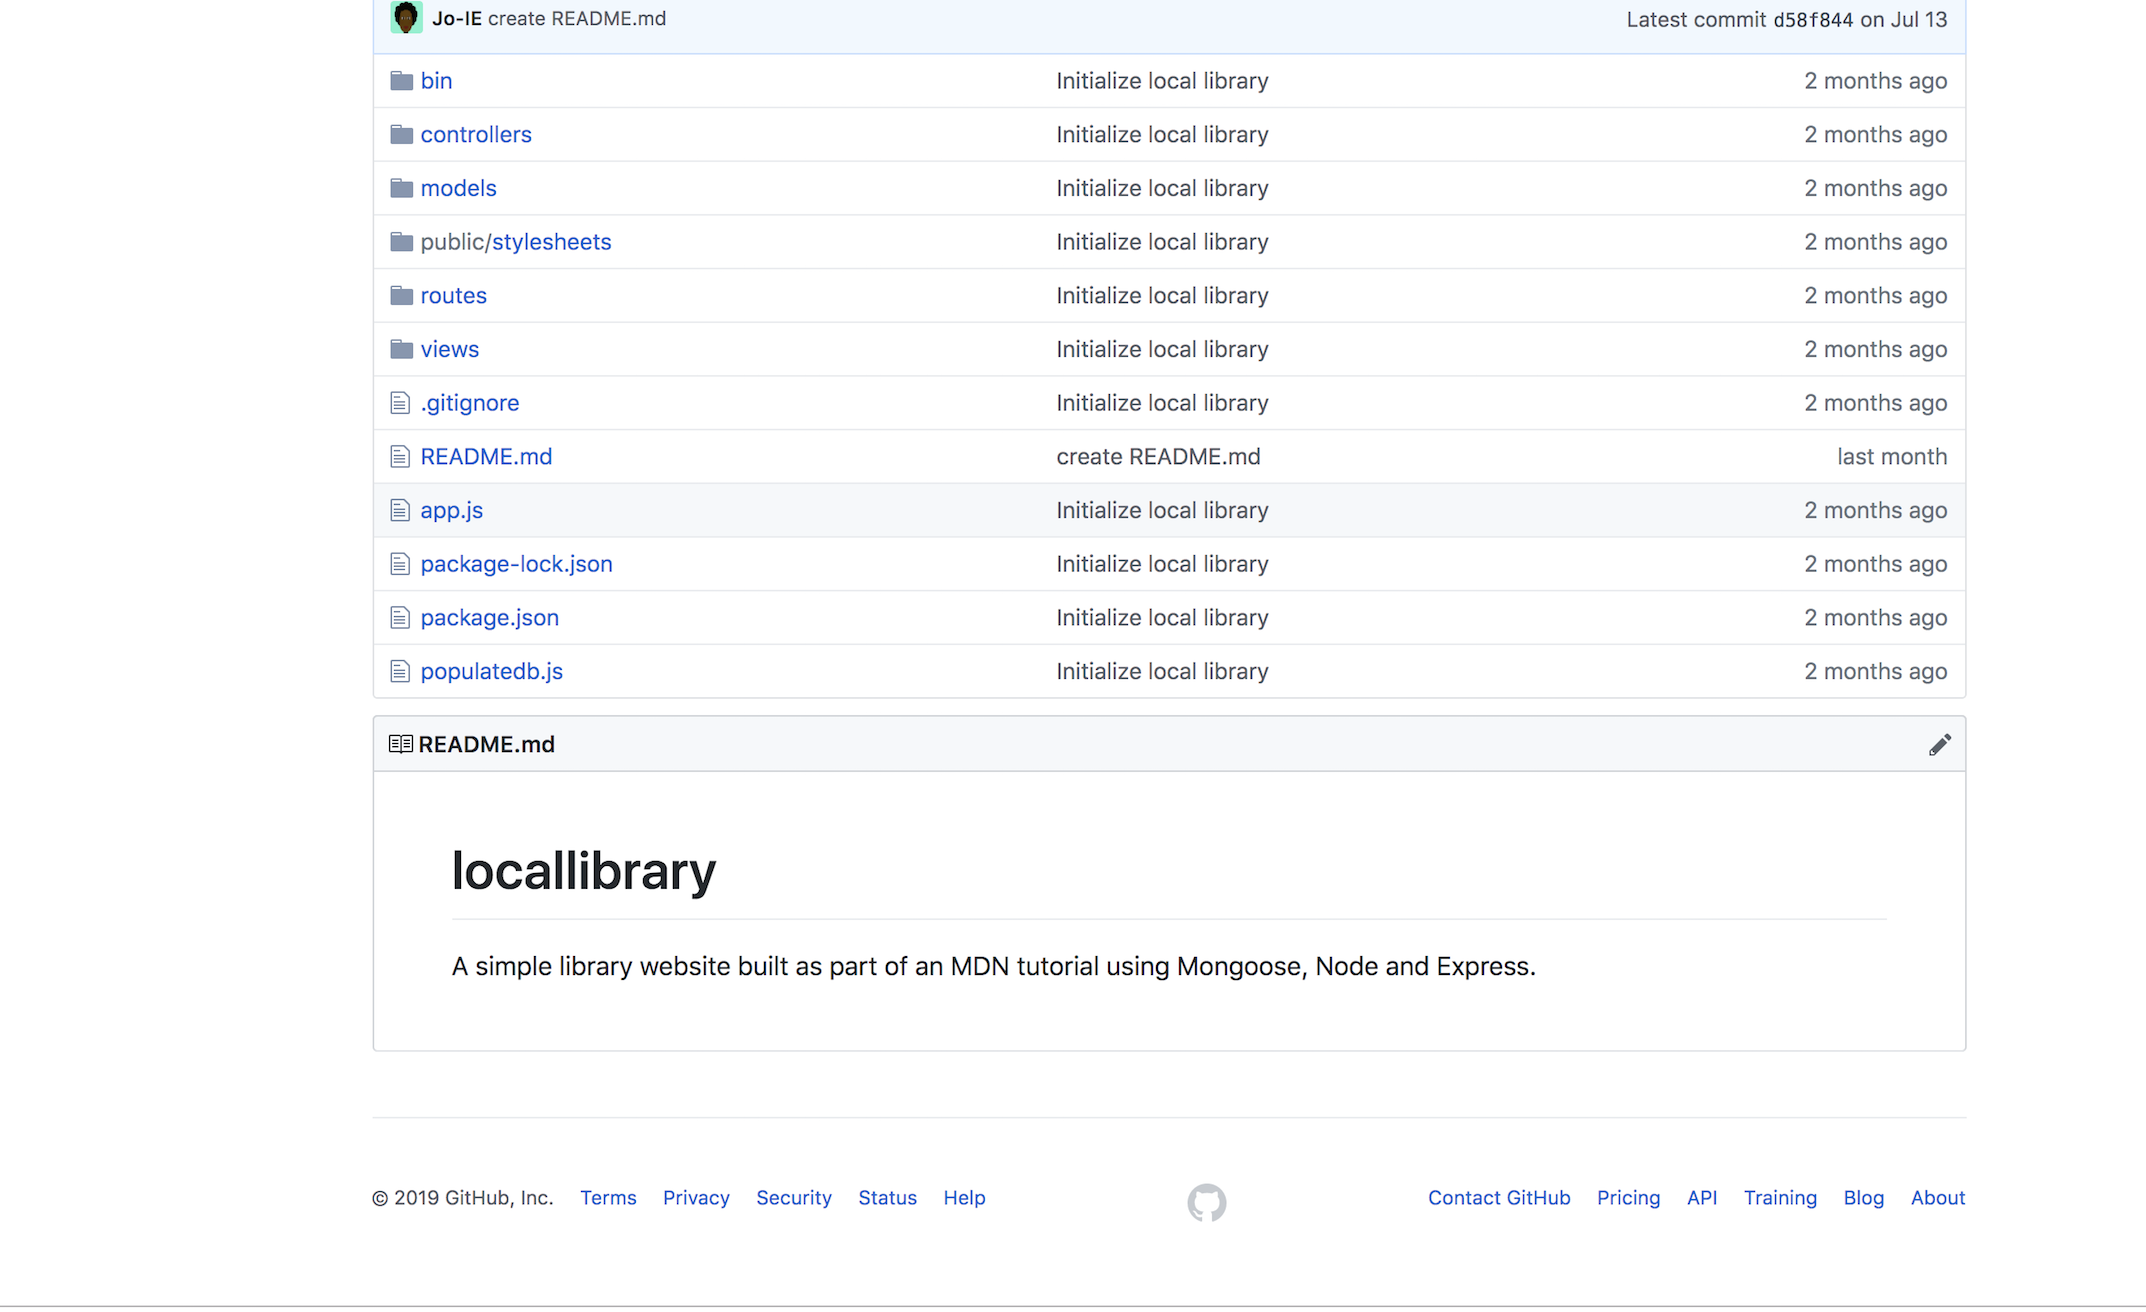 Jo-IE create README.md Latest commit d58f844 on Jul 13
bin Initialize local library 2 months ago
controllers Initialize local library 2 months ago
models Initialize local library 2 months ago
public/stylesheets Initialize local library 2 months ago
routes Initialize local library 2 months ago
views Initialize local library 2 months ago
.gitignore Initialize local library 2 months ago
README.md create README.md last month
app.js Initialize local library 2 months ago
package-lock.json Initialize local library 2 months ago
package.json Initialize local library 2 months ago
populatedb.js Initialize local library 2 months ago
README.md
locallibrary
A simple library website built as part of an MDN tutorial using Mongoose, Node and Express.
© 2019 GitHub, Inc. Terms Privacy Security Status Help Contact GitHub Pricing API Training Blog About